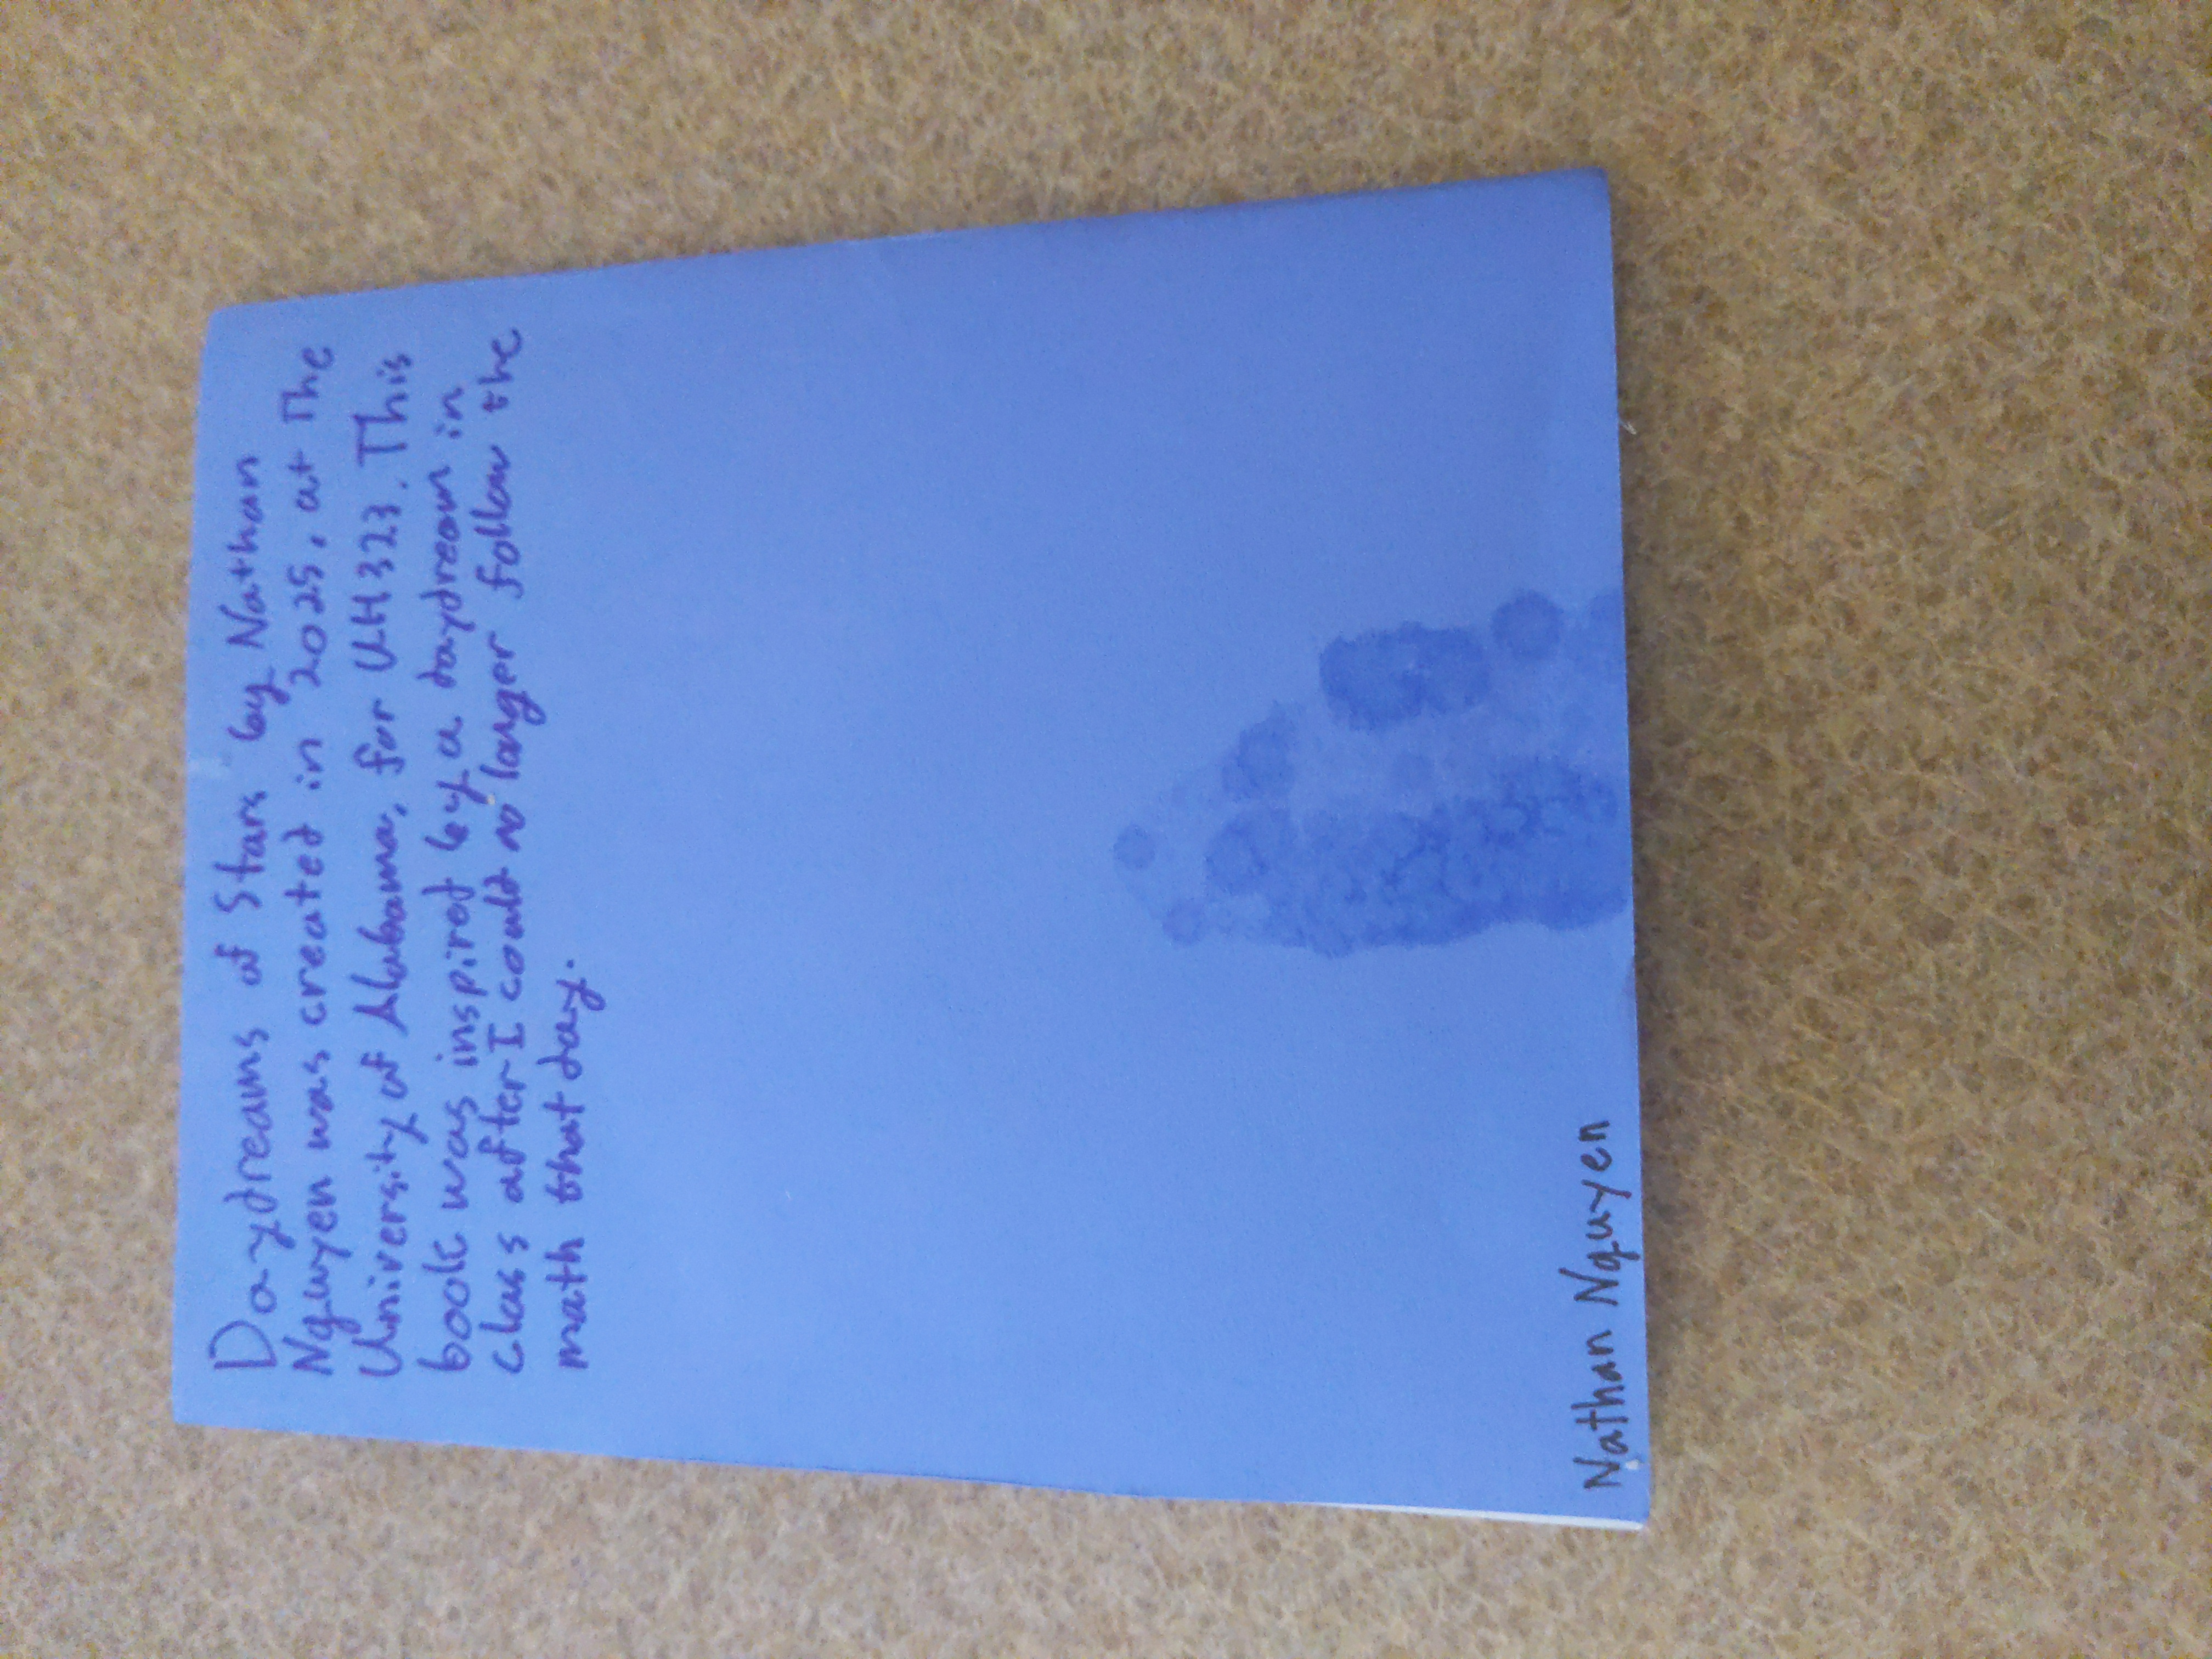 Daydreams of Stars by Nathan
Nguyen was created in 2025, at The
University of Alabama, for UH323. This
book was inspired by a daydream in
class after I could no longer follow the
math that day.
Nathan Nguyen